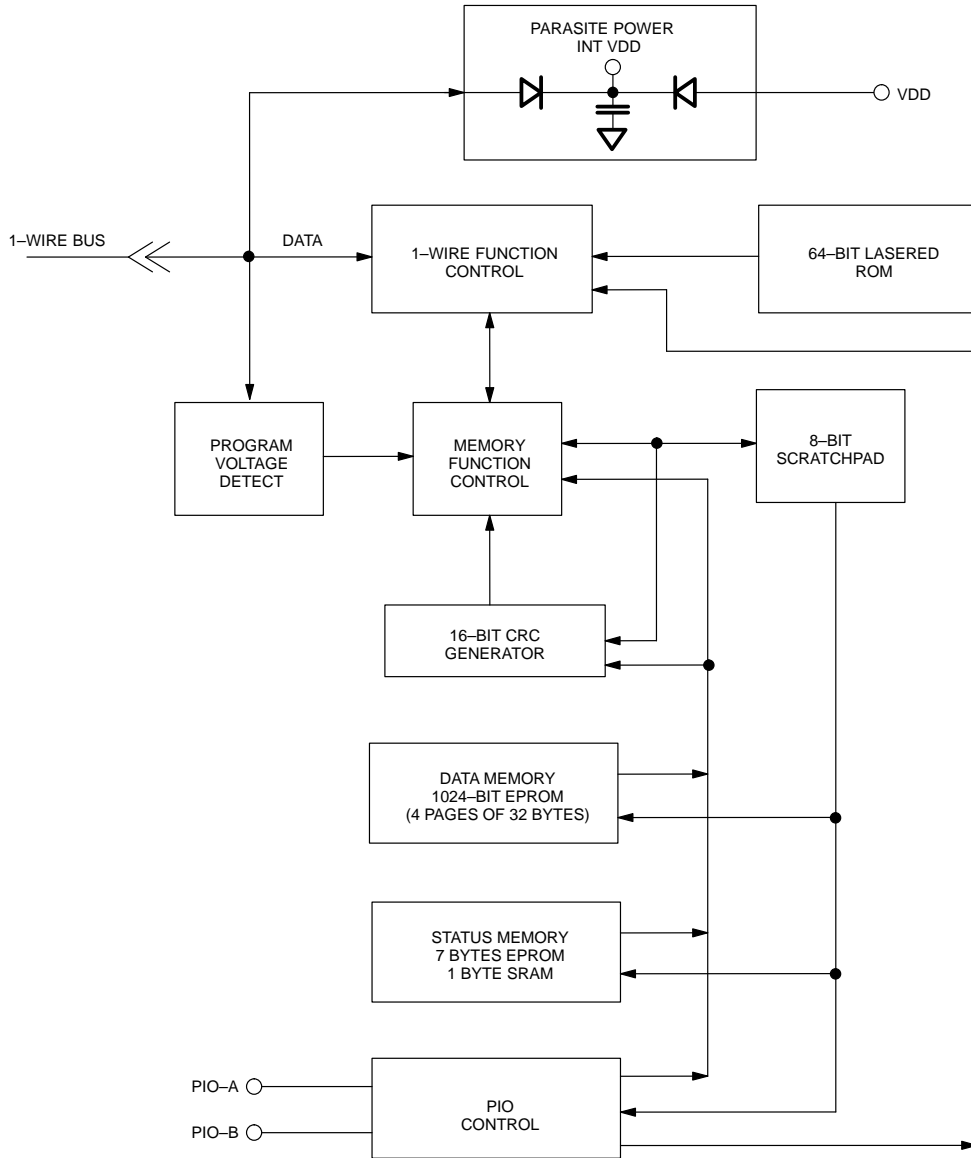 PARASITE POWER
INT VDD
VDD
1–WIRE BUS
DATA
1–WIRE FUNCTION
CONTROL
64–BIT LASERED
ROM
PROGRAM
VOLTAGE
DETECT
MEMORY
FUNCTION
CONTROL
8–BIT
SCRATCHPAD
16–BIT CRC
GENERATOR
DATA MEMORY
1024–BIT EPROM
(4 PAGES OF 32 BYTES)
STATUS MEMORY
7 BYTES EPROM
1 BYTE SRAM
PIO–A
PIO–B
PIO
CONTROL